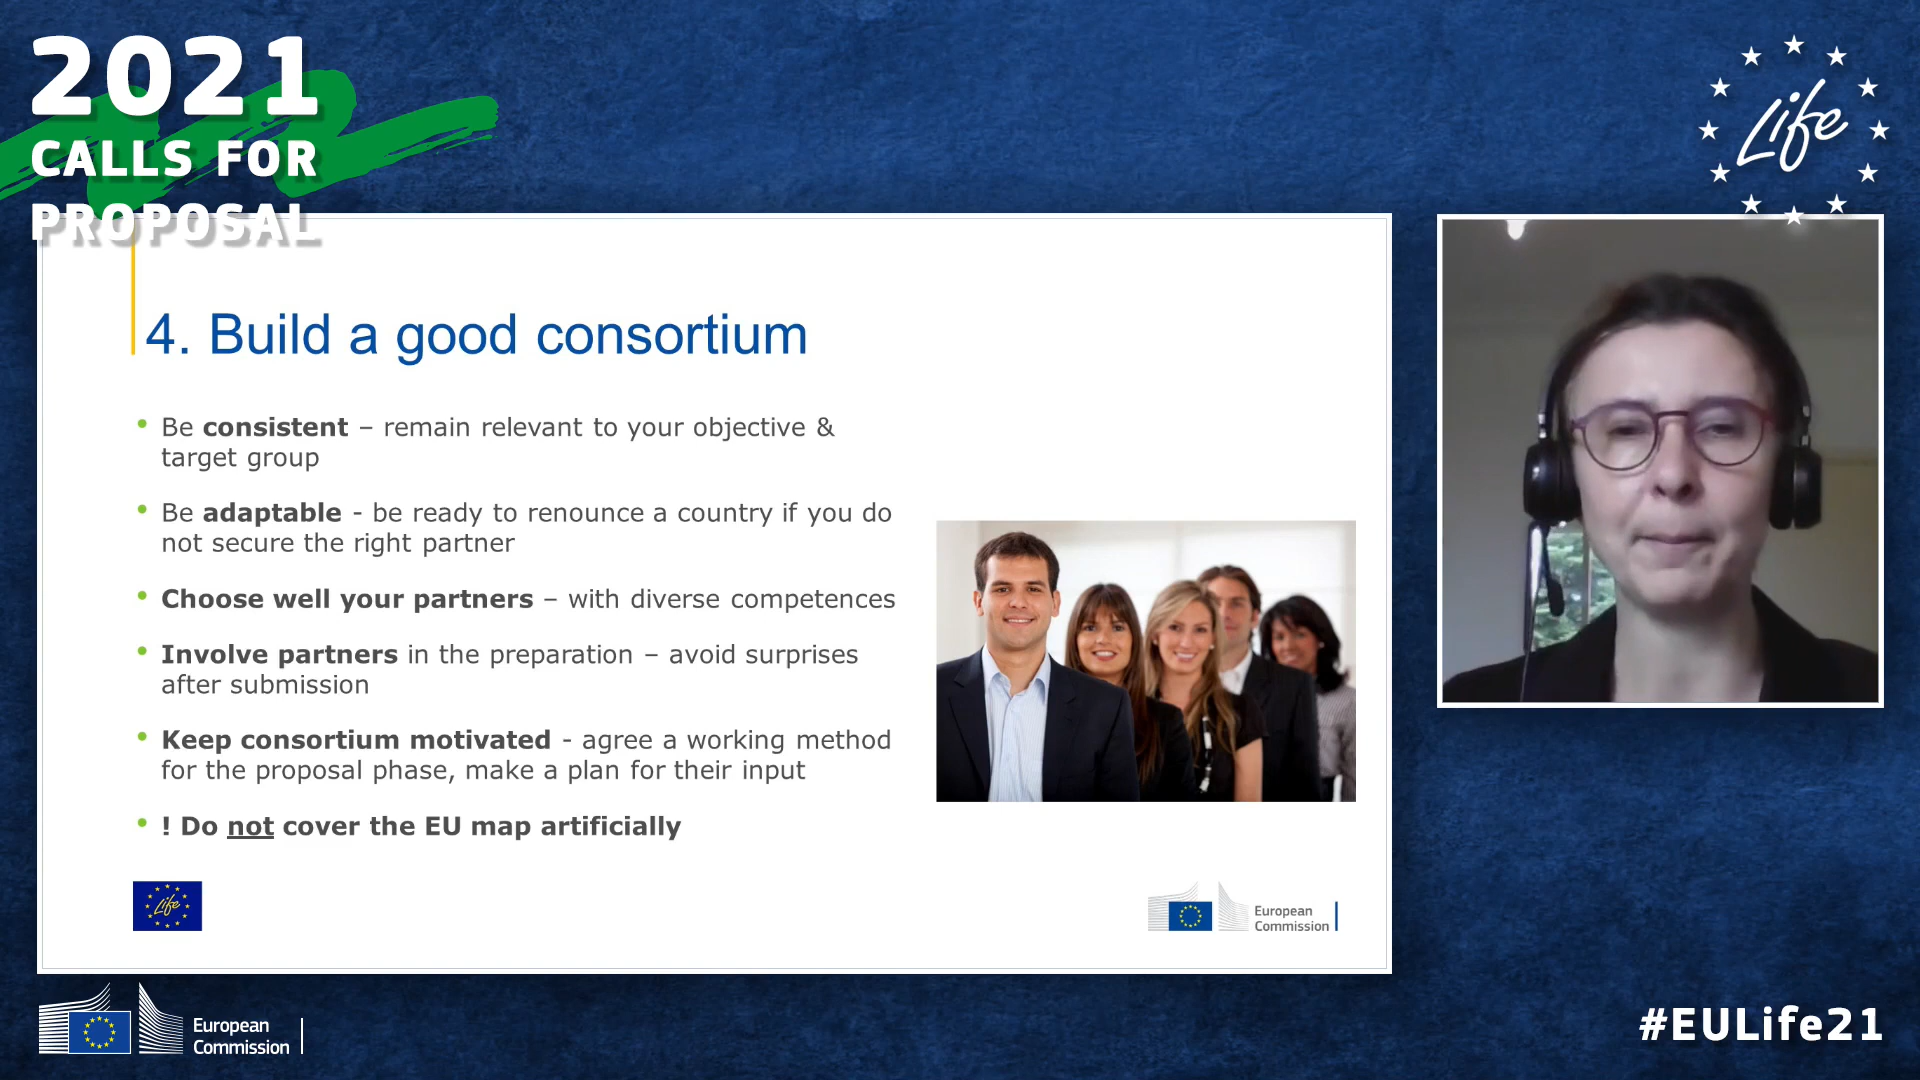 2021
CALLS FOR
PROPOSAL
Life
4. Build a good consortium
• Be consistent – remain relevant to your objective &
target group
• Be adaptable - be ready to renounce a country if you do
not secure the right partner
• Choose well your partners – with diverse competences
• Involve partners in the preparation – avoid surprises
after submission
• Keep consortium motivated - agree a working method
for the proposal phase, make a plan for their input
• ! Do not cover the EU map artificially
Life
European
Commission
European
Commission
#EULife21